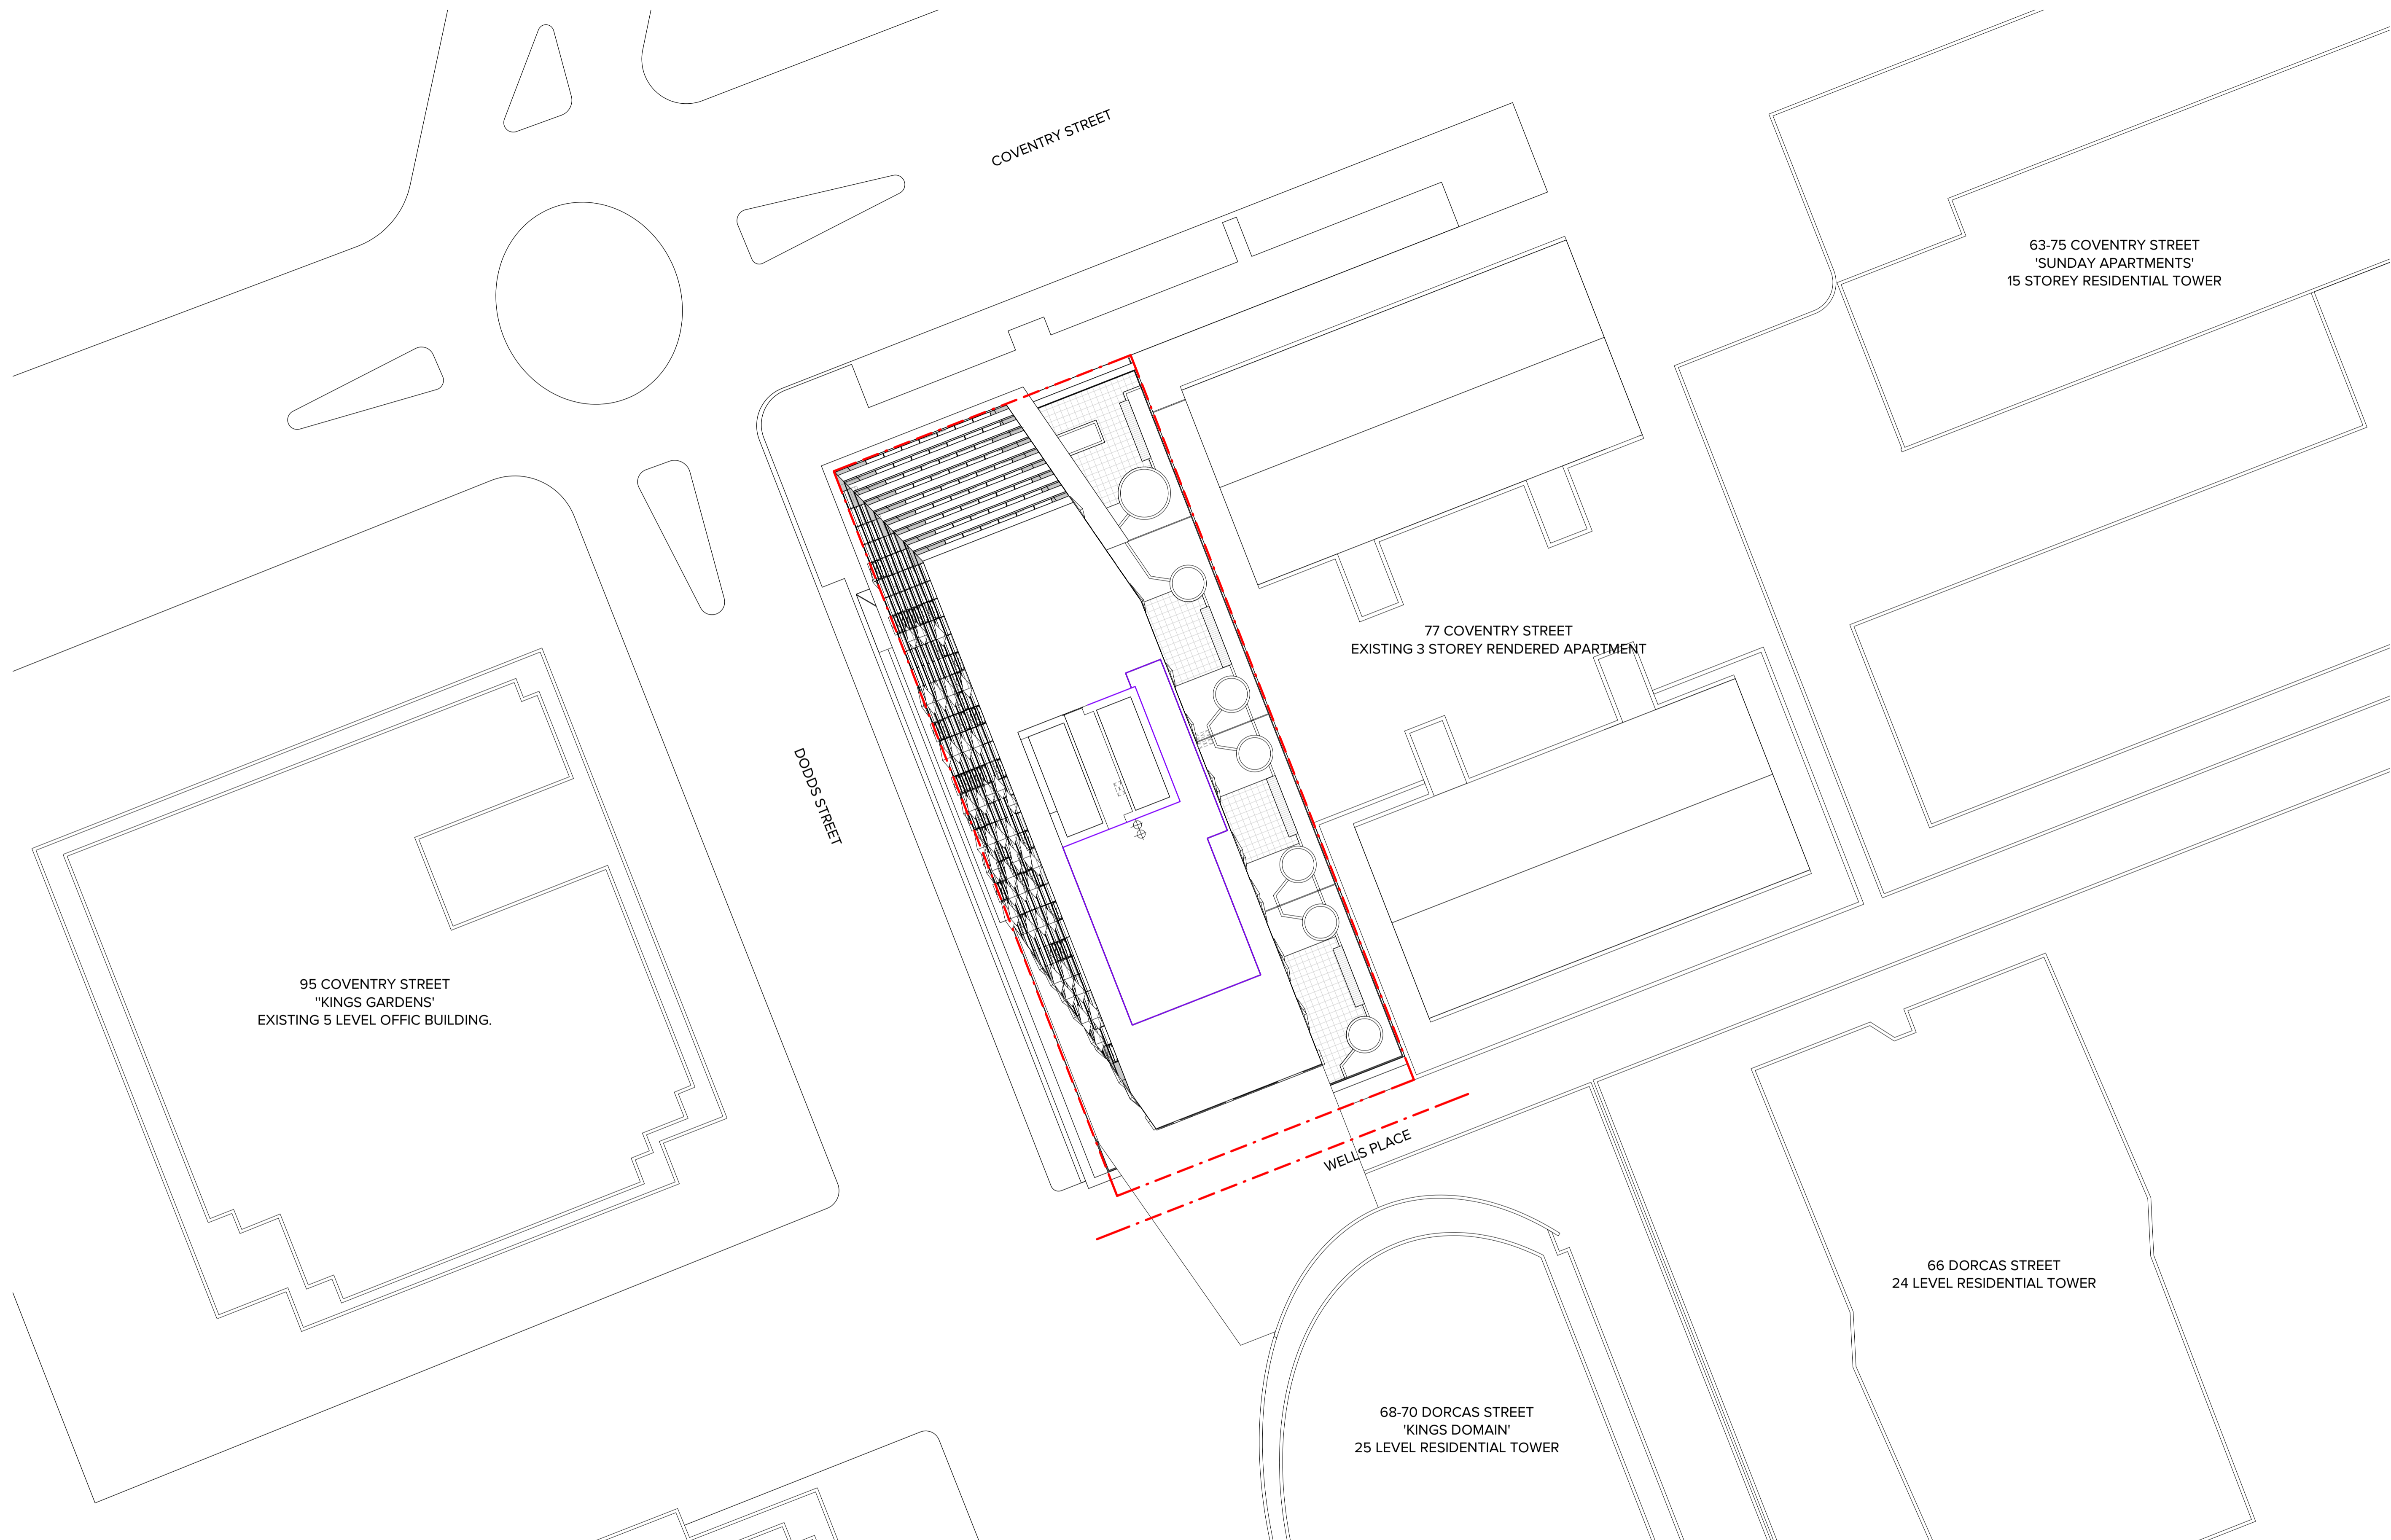 COVENTRY STREET
63-75 COVENTRY STREET
'SUNDAY APARTMENTS'
15 STOREY RESIDENTIAL TOWER
77 COVENTRY STREET
EXISTING 3 STOREY RENDERED APARTMENT
DODDS STREET
95 COVENTRY STREET
"KINGS GARDENS'
EXISTING 5 LEVEL OFFIC BUILDING.
WELLS PLACE
66 DORCAS STREET
24 LEVEL RESIDENTIAL TOWER
68-70 DORCAS STREET
'KINGS DOMAIN'
25 LEVEL RESIDENTIAL TOWER